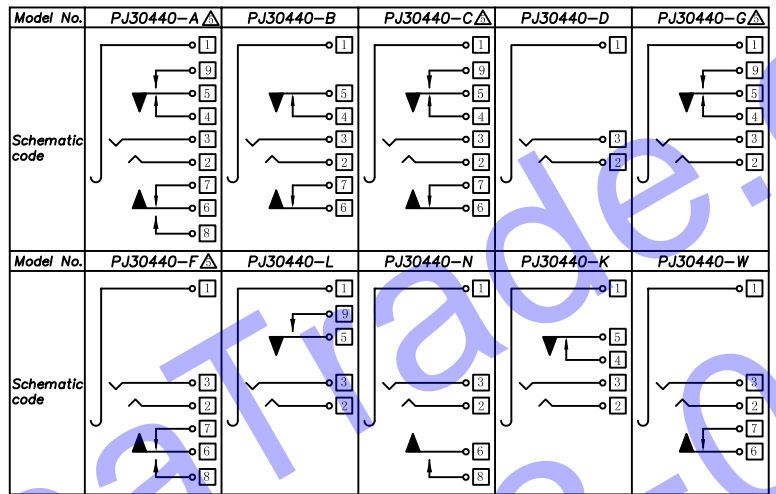 Model No. PJ30440-A 5 PJ30440-B PJ30440-C 5 PJ30440-D PJ30440-G 5
1 1 1 1 1
9 9 9
5 5 5 5
4 4 4 4
Schematic 3 3 3 3 3
code 2 2 2 2 2
7 7 7
6 6 6
8
Model No. PJ30440-F 5 PJ30440-L PJ30440-N PJ30440-K PJ30440-W
1 1 1 1 1
9
5 5
4
Schematic 3 3 3 3 3
code 2 2 2 2 2
7 7
6 6 6
8 8